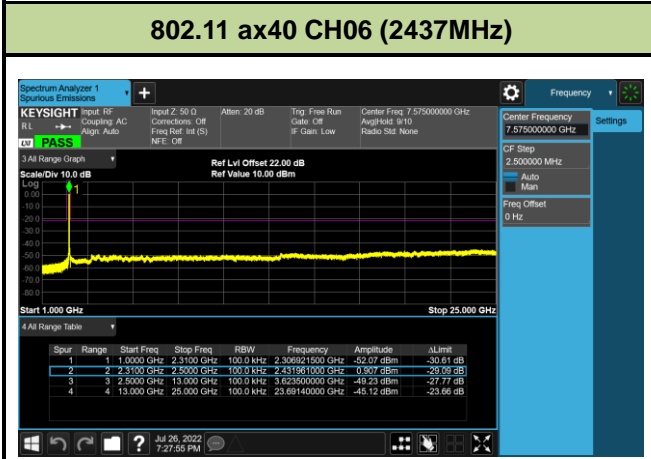 802.11 ax40 CH06 (2437MHz)
Spectrum Analyzer 1
Spurious Emissions
Frequency
KEYSIGHT
R L
LXI
PASS
Input: RF
Coupling: AC
Align: Auto
Input Z: 50 Ω
Corrections: Off
Freq Ref: Int (S)
NFE: Off
Atten: 20 dB
Trig: Free Run
Gate: Off
IF Gain: Low
Center Freq: 7.575000000 GHz
Avg|Hold: 9/10
Radio Std: None
Center Frequency
7.575000000 GHz
Settings
CF Step
2.500000 MHz
Auto
Man
Freq Offset
0 Hz
3 All Range Graph
Scale/Div 10.0 dB
Ref Lvl Offset 22.00 dB
Ref Value 10.00 dBm
Log
1
0.00
-10.0
-20.0
-30.0
-40.0
-50.0
-60.0
-70.0
-80.0
Start 1.000 GHz
Stop 25.000 GHz
4 All Range Table
Spur Range Start Freq Stop Freq RBW Frequency Amplitude ΔLimit
1 1 1.0000 GHz 2.3100 GHz 100.0 kHz 2.306921500 GHz -52.07 dBm -30.61 dB
2 2 2.3100 GHz 2.5000 GHz 100.0 kHz 2.431961000 GHz 0.907 dBm -29.09 dB
3 3 2.5000 GHz 13.000 GHz 100.0 kHz 3.623500000 GHz -49.23 dBm -27.77 dB
4 4 13.000 GHz 25.000 GHz 100.0 kHz 23.69140000 GHz -45.12 dBm -23.66 dB
Jul 26, 2022
7:27:55 PM